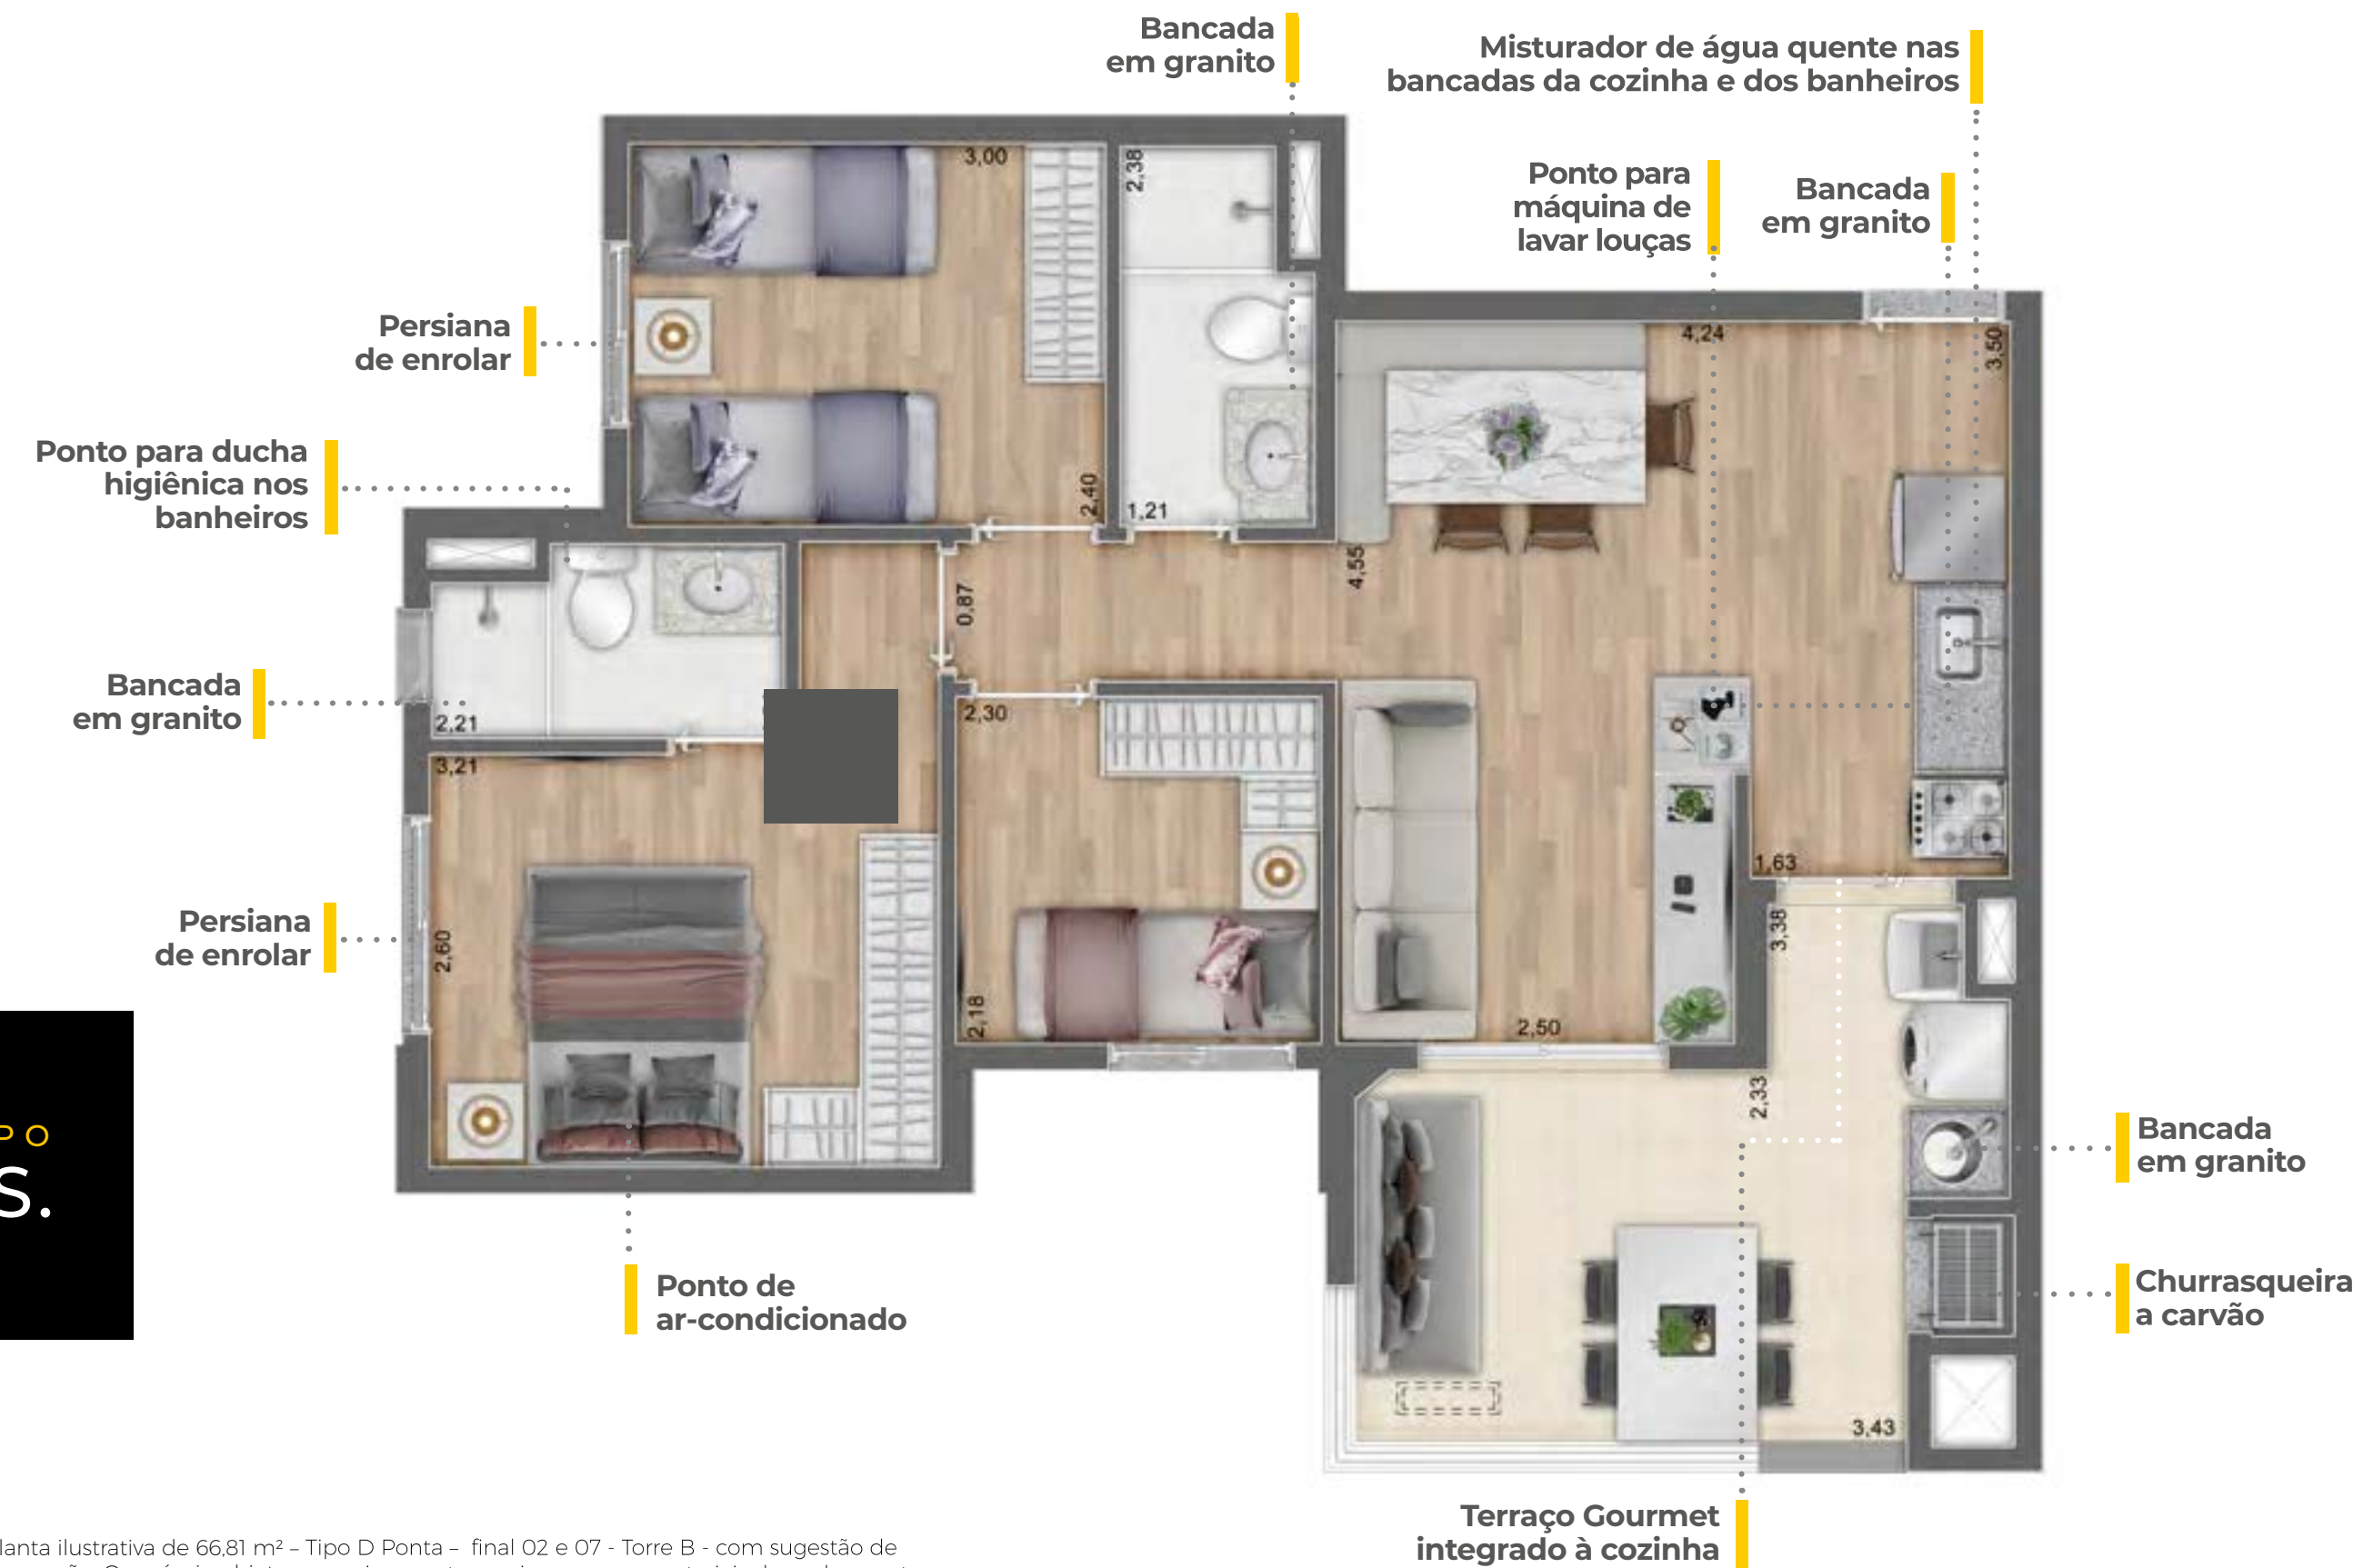 Bancada
em granito
Misturador de água quente nas
bancadas da cozinha e dos banheiros
Ponto para
máquina de
lavar louças
Bancada
em granito
Persiana
de enrolar
Ponto para ducha
higiênica nos
banheiros
Bancada
em granito
Persiana
de enrolar
3,00
2,38
2,40
1,21
4,24
3,50
4,55
0,87
2,21
3,21
2,30
2,60
2,18
2,50
1,63
3,38
2,33
3,43
PO
S.
Bancada
em granito
Churrasqueira
a carvão
Ponto de
ar-condicionado
Terraço Gourmet
integrado à cozinha
lanta ilustrativa de 66,81 m² – Tipo D Ponta – final 02 e 07 - Torre B - com sugestão de